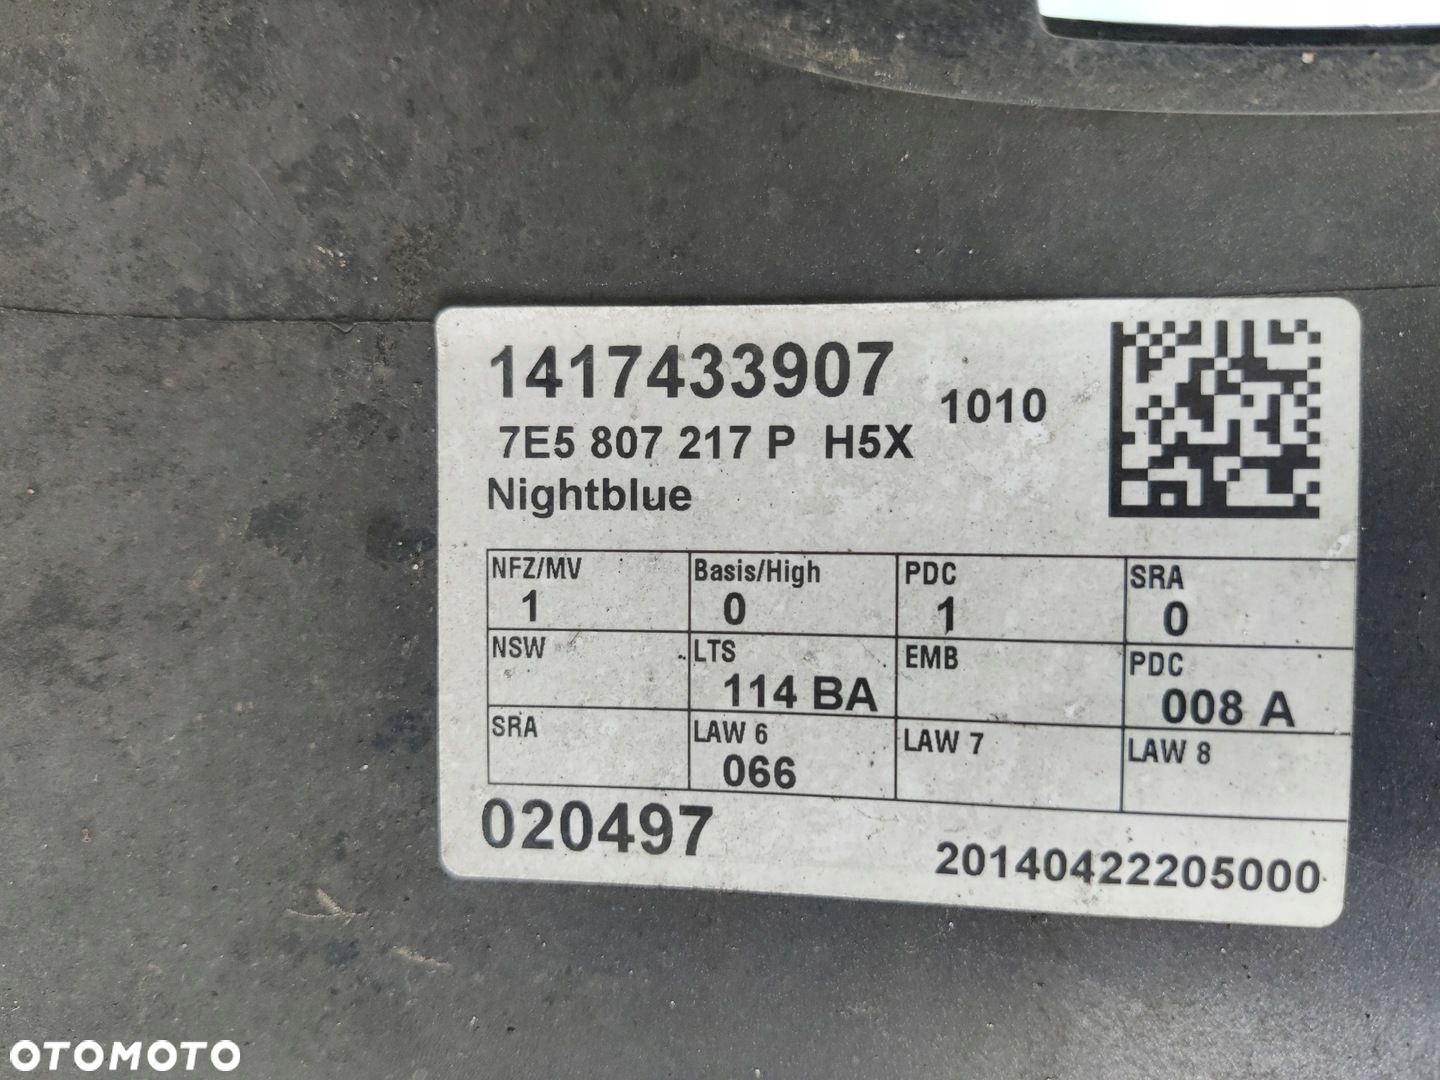 1417433907
1010
7E5 807 217 P H5X
Nightblue
NFZ/MV Basis/High PDC SRA
1 0 1 0
NSW LTS EMB PDC
114 BA 008 A
SRA LAW 6 LAW 7 LAW 8
066
020497
20140422205000
OTOMOTO